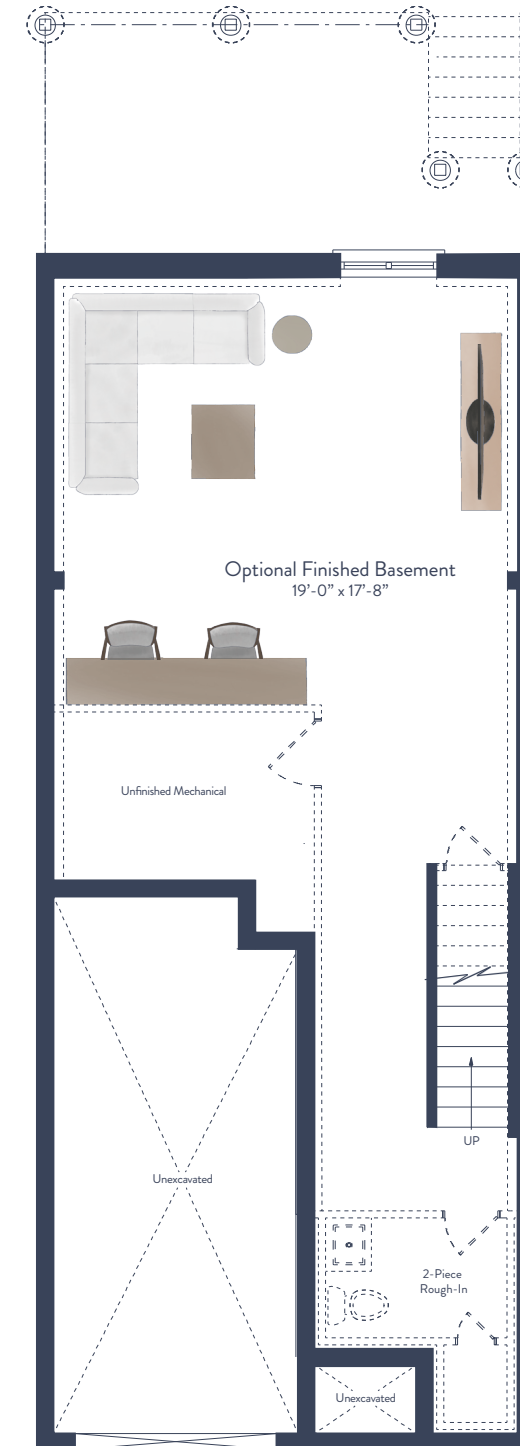 Optional Finished Basement
19’-0” x 17’-8”
Unfinished Mechanical
UP
Unexcavated
2-Piece
Rough-In
Unexcavated